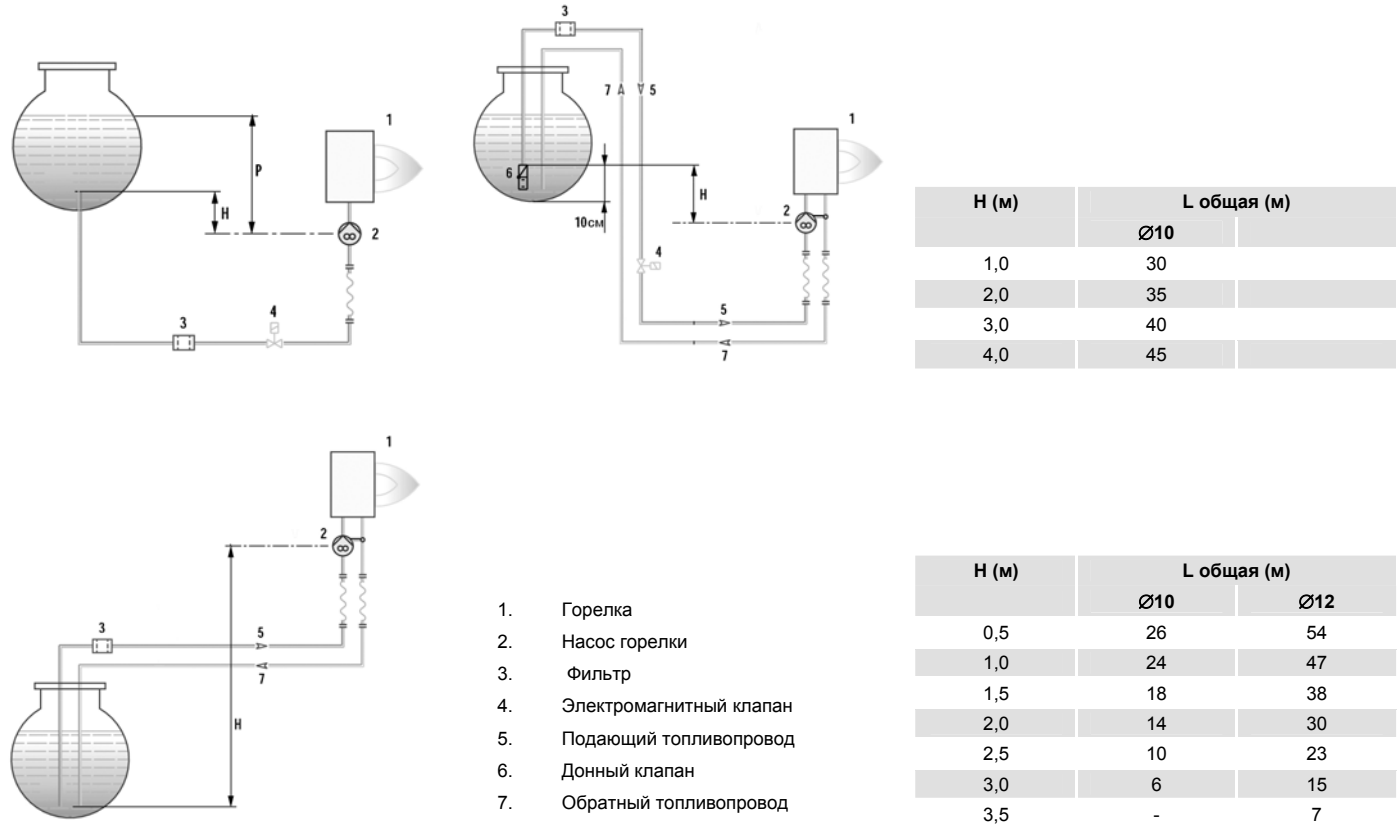 1
P
H
2
3
4
3
7
5
1
6
H
10см
2
4
5
7
H (м) L общая (м)
Ø10
1,0 30
2,0 35
3,0 40
4,0 45
1
2
3
5
7
H
1. Горелка
2. Насос горелки
3. Фильтр
4. Электромагнитный клапан
5. Подающий топливопровод
6. Донный клапан
7. Обратный топливопровод
H (м) L общая (м)
Ø10 Ø12
0,5 26 54
1,0 24 47
1,5 18 38
2,0 14 30
2,5 10 23
3,0 6 15
3,5 - 7